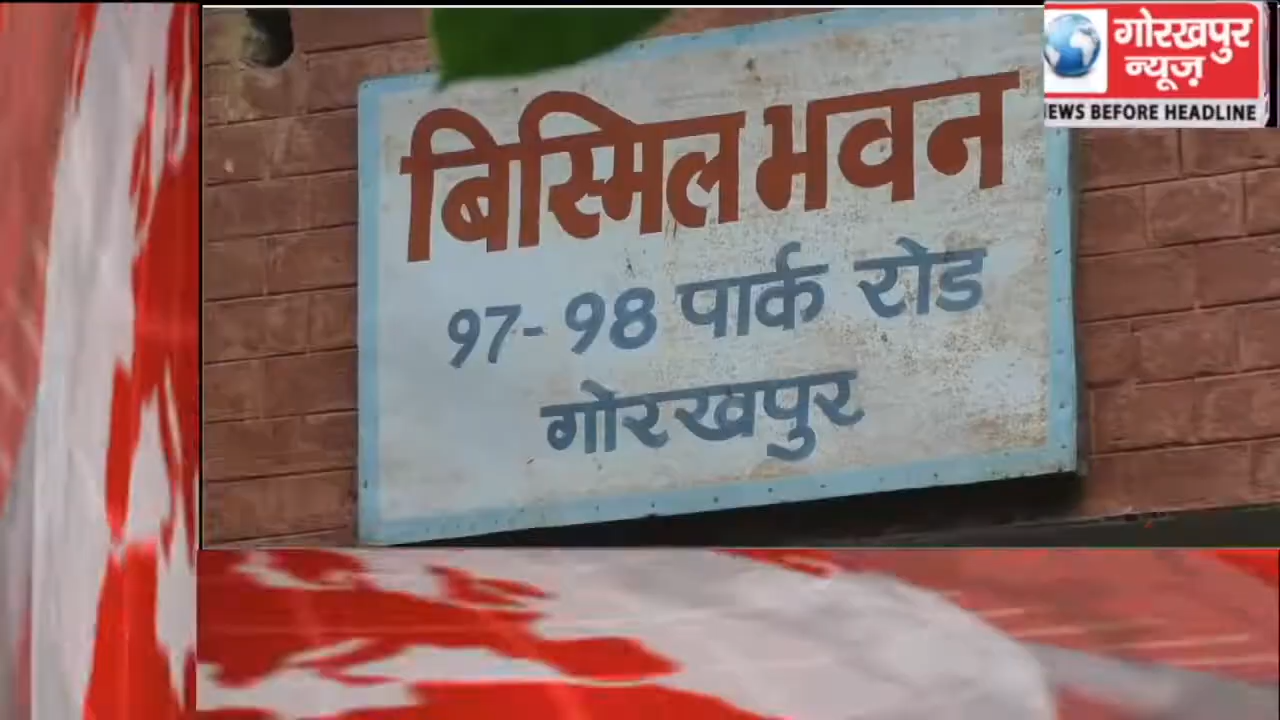 गोरखपुर
न्यूज़
NEWS BEFORE HEADLINE
बिस्मिल भवन
97-98 पार्क रोड
गोरखपुर